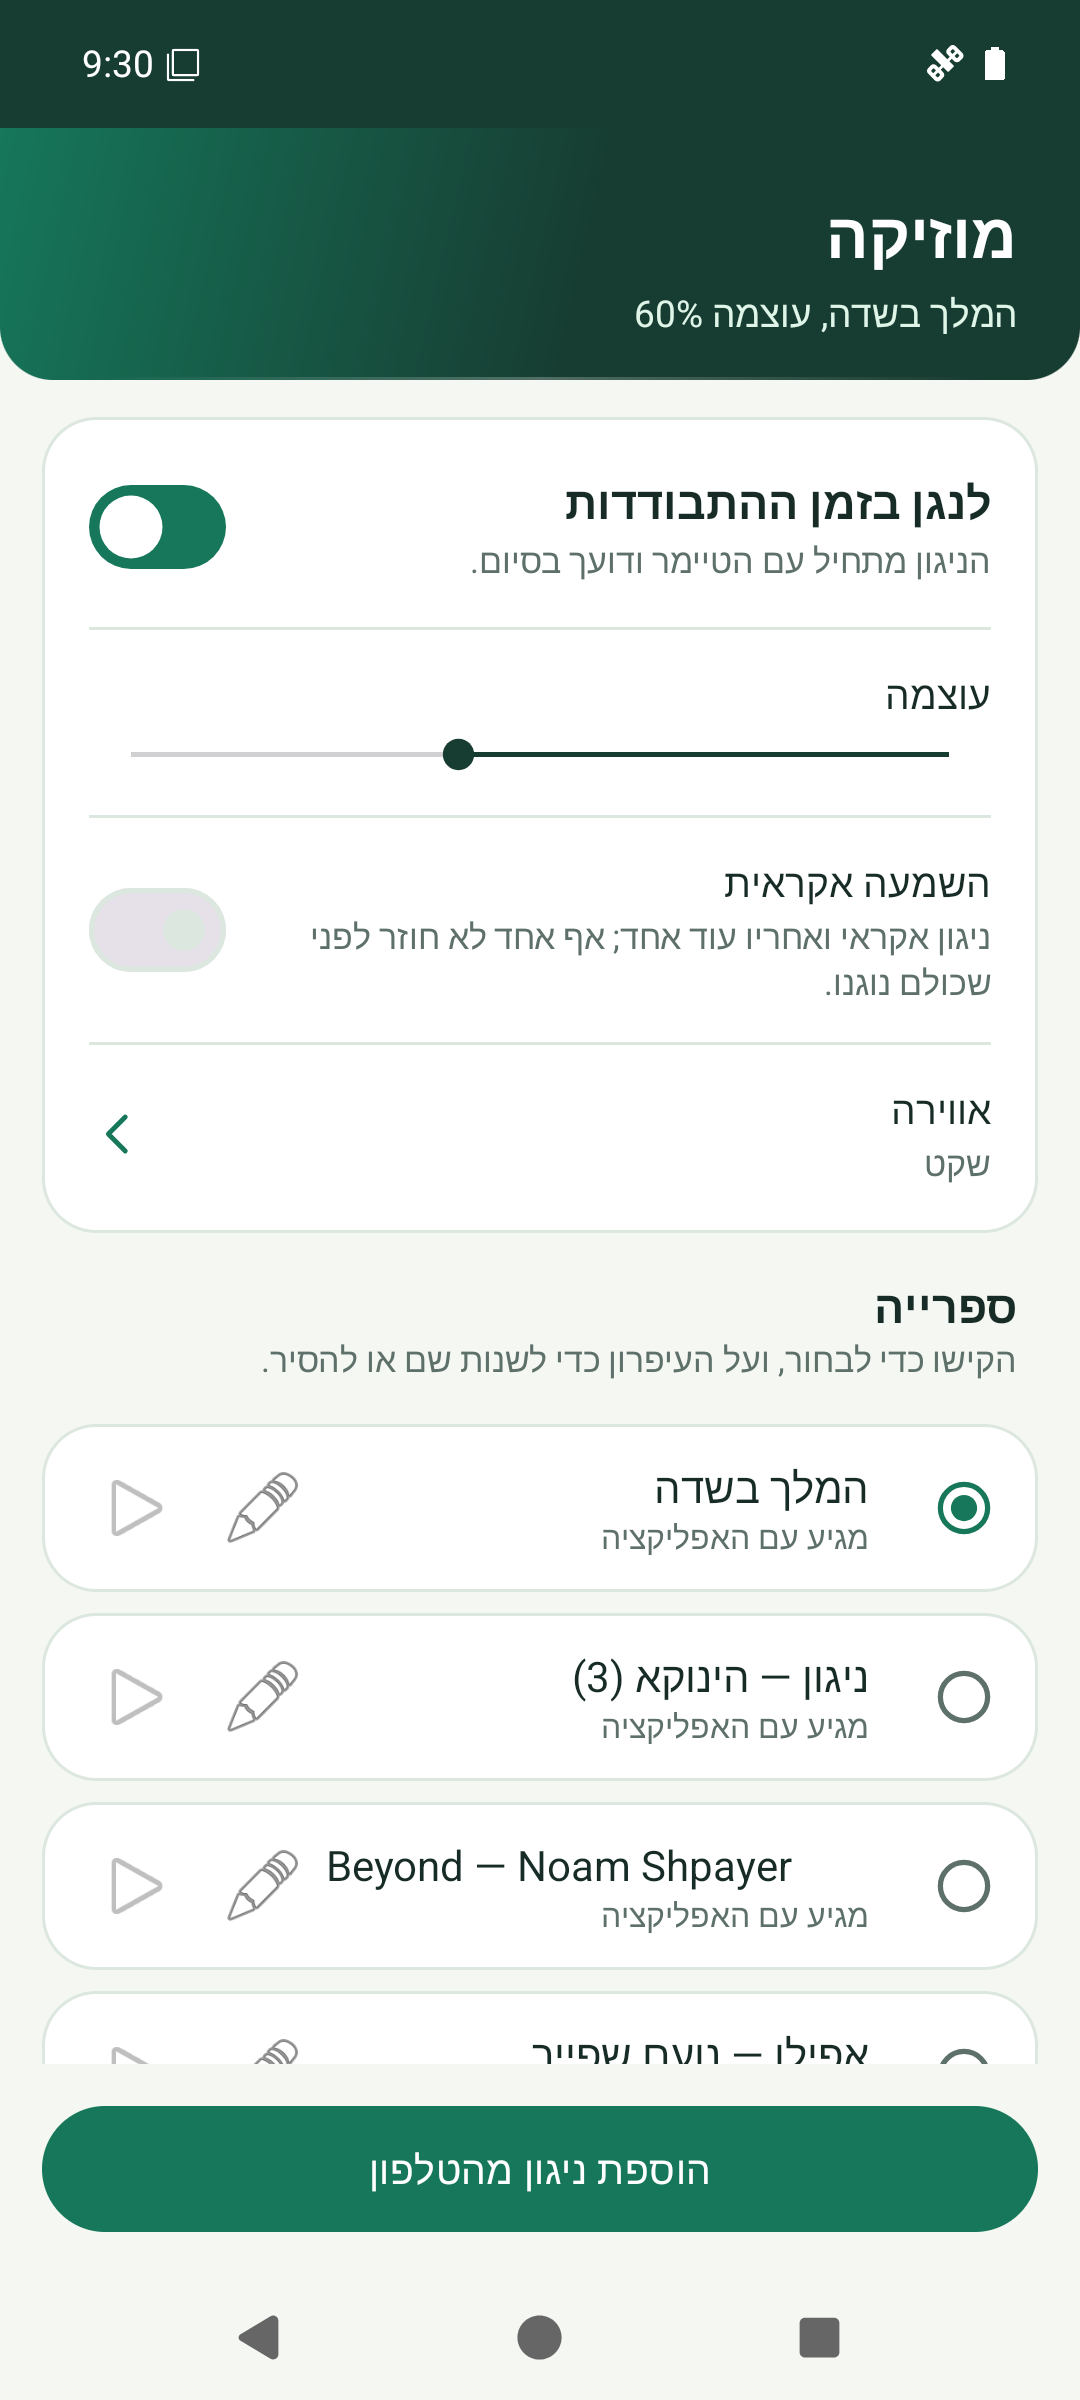 9:30
מוזיקה
המלך בשדה, עוצמה 60%
לנגן בזמן ההתבודדות
הניגון מתחיל עם הטיימר ודועך בסיום.
עוצמה
השמעה אקראית
ניגון אקראי ואחריו עוד אחד; אף אחד לא חוזר לפני
שכולם נוגנו.
אווירה
שקט
ספרייה
הקישו כדי לבחור, ועל העיפרון כדי לשנות שם או להסיר.
המלך בשדה
מגיע עם האפליקציה
ניגון — הינוקא (3)
מגיע עם האפליקציה
Beyond — Noam Shpayer
מגיע עם האפליקציה
אפילו — נועם שפייר
הוספת ניגון מהטלפון